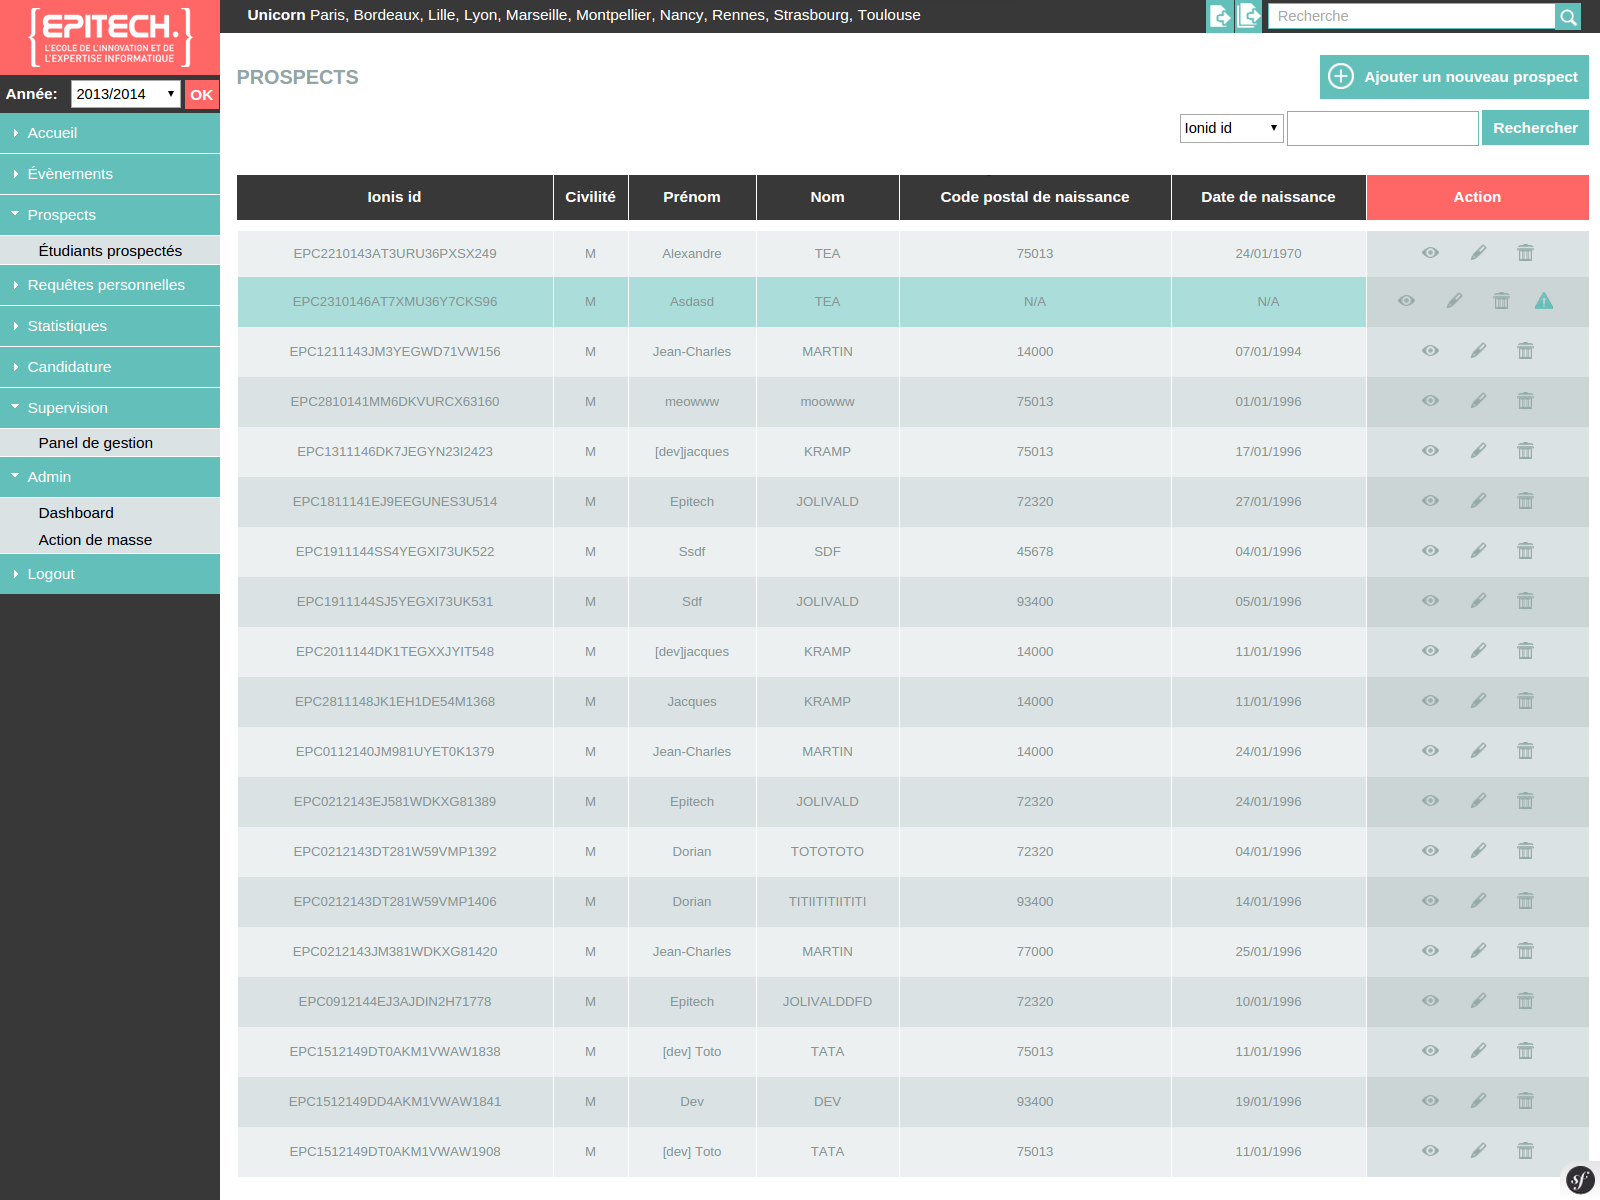 EPITECH.
L'ECOLE DE L'INNOVATION ET DE
L'EXPERTISE INFORMATIQUE
Unicorn Paris, Bordeaux, Lille, Lyon, Marseille, Montpellier, Nancy, Rennes, Strasbourg, Toulouse
Recherche
Année: 2013/2014 OK
Accueil
Évènements
Prospects
Étudiants prospectés
Requêtes personnelles
Statistiques
Candidature
Supervision
Panel de gestion
Admin
Dashboard
Action de masse
Logout
PROSPECTS
Ajouter un nouveau prospect
Ionid id Rechercher
Ionis id Civilité Prénom Nom Code postal de naissance Date de naissance Action
EPC2210143AT3URU36PXSX249 M Alexandre TEA 75013 24/01/1970
EPC2310146AT7XMU36Y7CKS96 M Asdasd TEA N/A N/A
EPC1211143JM3YEGWD71VW156 M Jean-Charles MARTIN 14000 07/01/1994
EPC2810141MM6DKVURCX63160 M meowww moowww 75013 01/01/1996
EPC1311146DK7JEGYN23I2423 M [dev]jacques KRAMP 75013 17/01/1996
EPC1811141EJ9EEGUNES3U514 M Epitech JOLIVALD 72320 27/01/1996
EPC1911144SS4YEGXI73UK522 M Ssdf SDF 45678 04/01/1996
EPC1911144SJ5YEGXI73UK531 M Sdf JOLIVALD 93400 05/01/1996
EPC2011144DK1TEGXXJYIT548 M [dev]jacques KRAMP 14000 11/01/1996
EPC2811148JK1EH1DE54M1368 M Jacques KRAMP 14000 11/01/1996
EPC0112140JM981UYET0K1379 M Jean-Charles MARTIN 14000 24/01/1996
EPC0212143EJ581WDKXG81389 M Epitech JOLIVALD 72320 24/01/1996
EPC0212143DT281W59VMP1392 M Dorian TOTOTOTO 72320 04/01/1996
EPC0212143DT281W59VMP1406 M Dorian TITIITITIITITI 93400 14/01/1996
EPC0212143JM381WDKXG81420 M Jean-Charles MARTIN 77000 25/01/1996
EPC0912144EJ3AJDIN2H71778 M Epitech JOLIVALDDFD 72320 10/01/1996
EPC1512149DT0AKM1VWAW1838 M [dev] Toto TATA 75013 11/01/1996
EPC1512149DD4AKM1VWAW1841 M Dev DEV 93400 19/01/1996
EPC1512149DT0AKM1VWAW1908 M [dev] Toto TATA 75013 11/01/1996
sf